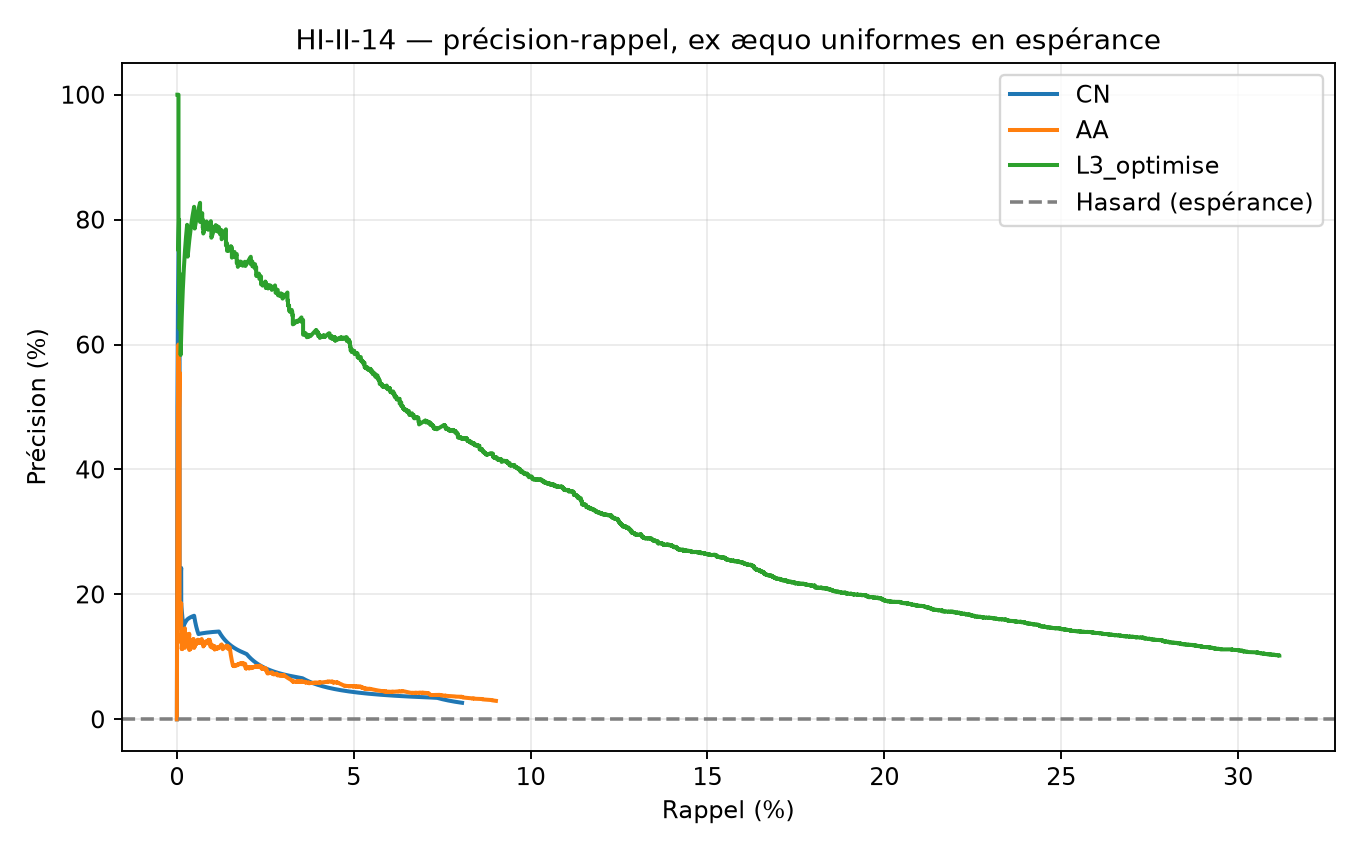 HI-II-14 — précision-rappel, ex æquo uniformes en espérance
CN
AA
L3_optimise
Hasard (espérance)
Précision (%)
100
80
60
40
20
0
0 5 10 15 20 25 30
Rappel (%)